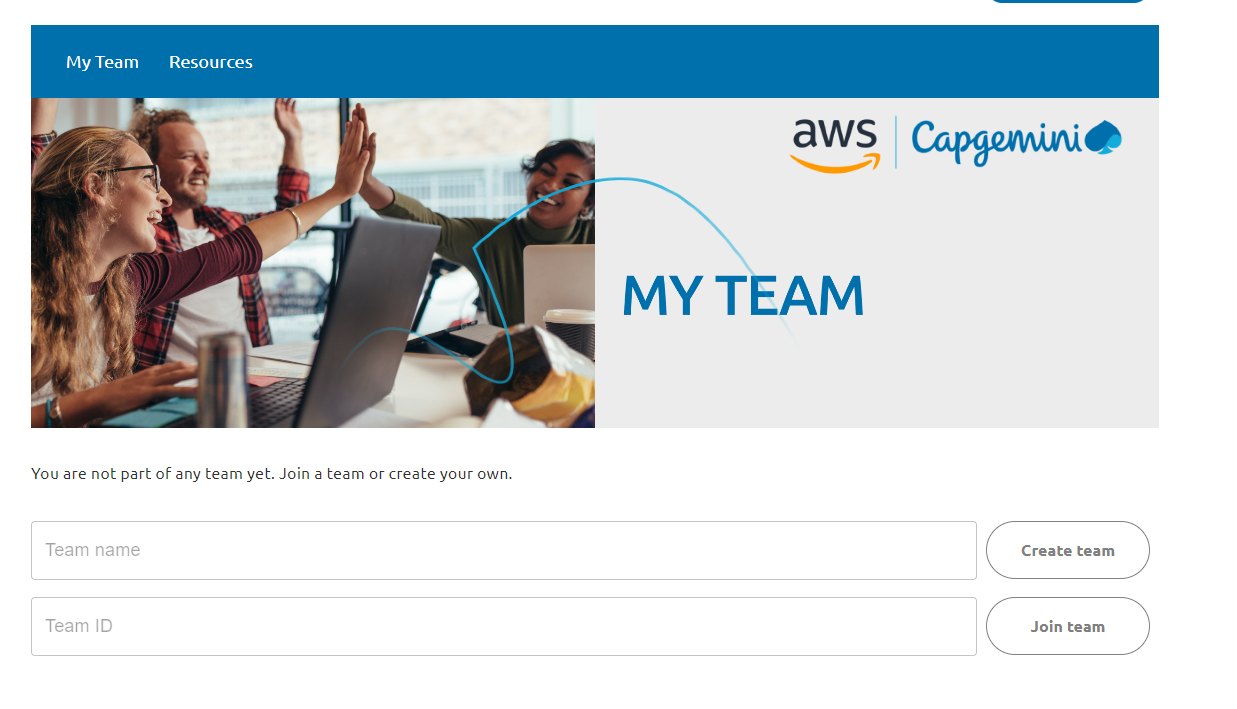 My Team Resources
aws Capgemini
MY TEAM
You are not part of any team yet. Join a team or create your own.
Team name Create team
Team ID Join team